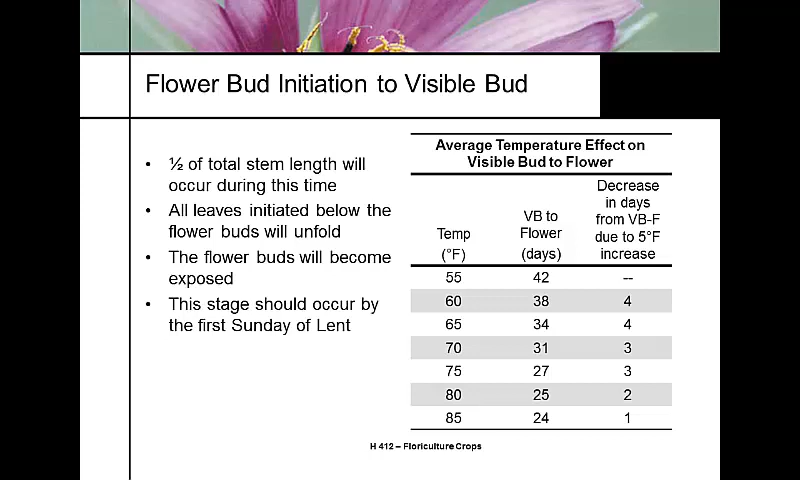 Flower Bud Initiation to Visible Bud
• ½ of total stem length will
occur during this time
• All leaves initiated below the
flower buds will unfold
• The flower buds will become
exposed
• This stage should occur by
the first Sunday of Lent
Average Temperature Effect on
Visible Bud to Flower
Temp
(°F)
VB to
Flower
(days)
Decrease
in days
from VB-F
due to 5°F
increase
55 42 --
60 38 4
65 34 4
70 31 3
75 27 3
80 25 2
85 24 1
H 412 – Floriculture Crops